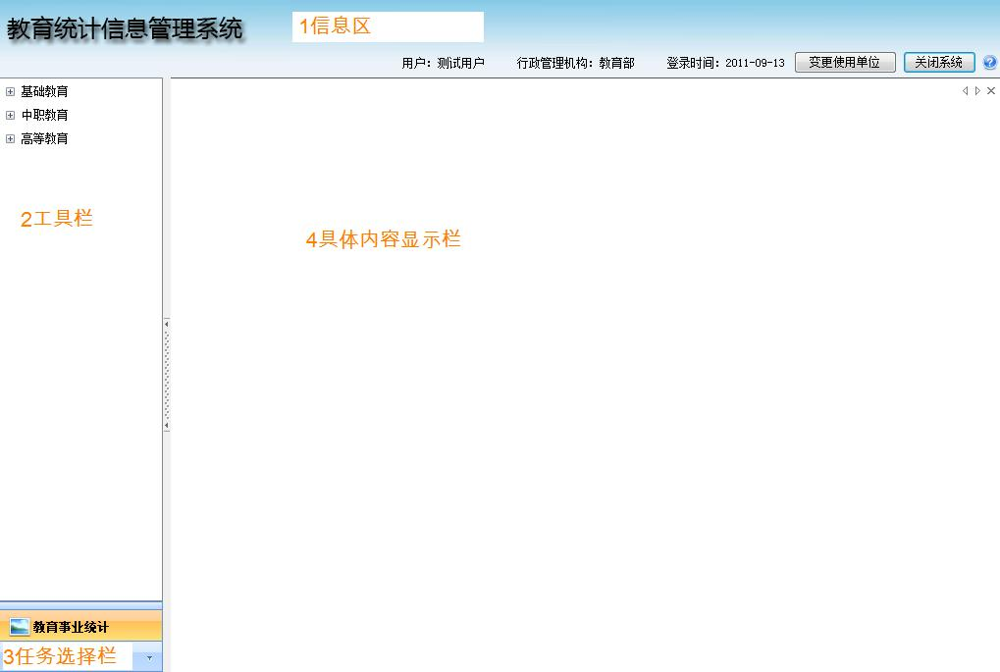 教育统计信息管理系统
1信息区
用户：测试用户 行政管理机构：教育部 登录时间：2011-09-13 变更使用单位 关闭系统 ?
基础教育
中职教育
高等教育
2工具栏
4具体内容显示栏
教育事业统计
3任务选择栏